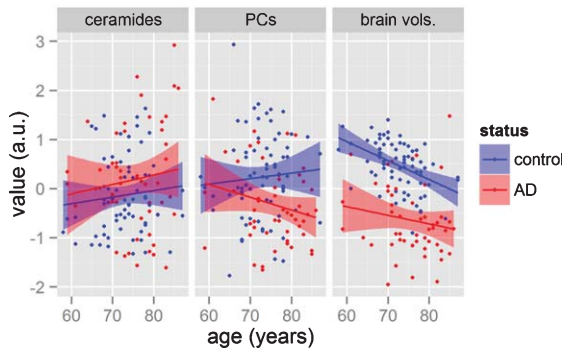 ceramides PCs brain vols.
3
2
1
0
-1
-2
value (a.u.)
60 70 80 60 70 80 60 70 80
age (years)
status
control
AD